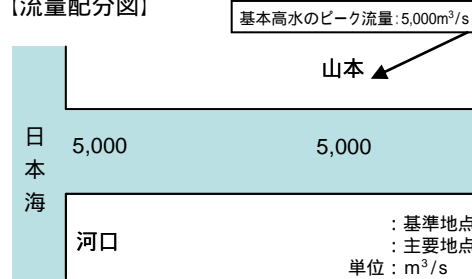 【流量配分図】
基本高水のピーク流量：5,000m³/s
山本
日本海
5,000
5,000
河口
：基準地点
：主要地点
単位：m³/s